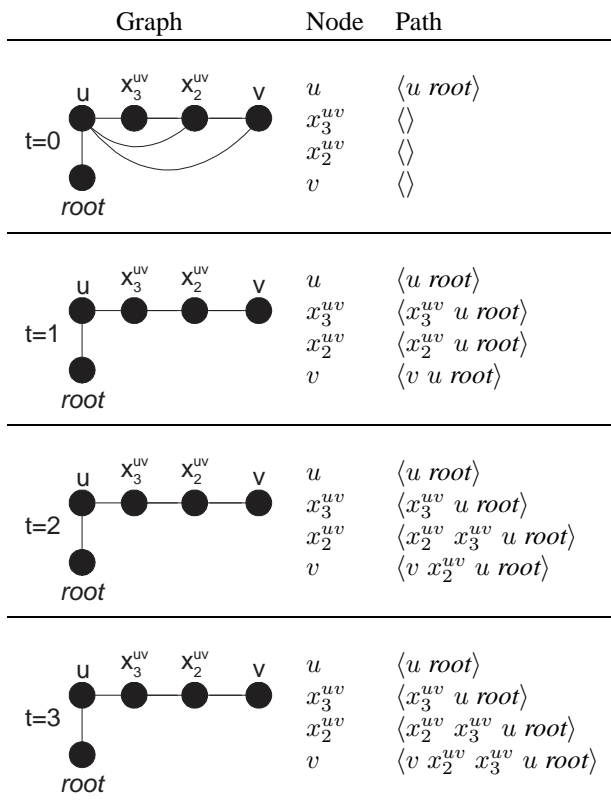 Graph Node Path
u x₃ᵘᵛ x₂ᵘᵛ v
t=0
root
u ⟨u root⟩
x₃ᵘᵛ ⟨⟩
x₂ᵘᵛ ⟨⟩
v ⟨⟩
u x₃ᵘᵛ x₂ᵘᵛ v
t=1
root
u ⟨u root⟩
x₃ᵘᵛ ⟨x₃ᵘᵛ u root⟩
x₂ᵘᵛ ⟨x₂ᵘᵛ u root⟩
v ⟨v u root⟩
u x₃ᵘᵛ x₂ᵘᵛ v
t=2
root
u ⟨u root⟩
x₃ᵘᵛ ⟨x₃ᵘᵛ u root⟩
x₂ᵘᵛ ⟨x₂ᵘᵛ x₃ᵘᵛ u root⟩
v ⟨v x₂ᵘᵛ u root⟩
u x₃ᵘᵛ x₂ᵘᵛ v
t=3
root
u ⟨u root⟩
x₃ᵘᵛ ⟨x₃ᵘᵛ u root⟩
x₂ᵘᵛ ⟨x₂ᵘᵛ x₃ᵘᵛ u root⟩
v ⟨v x₂ᵘᵛ x₃ᵘᵛ u root⟩